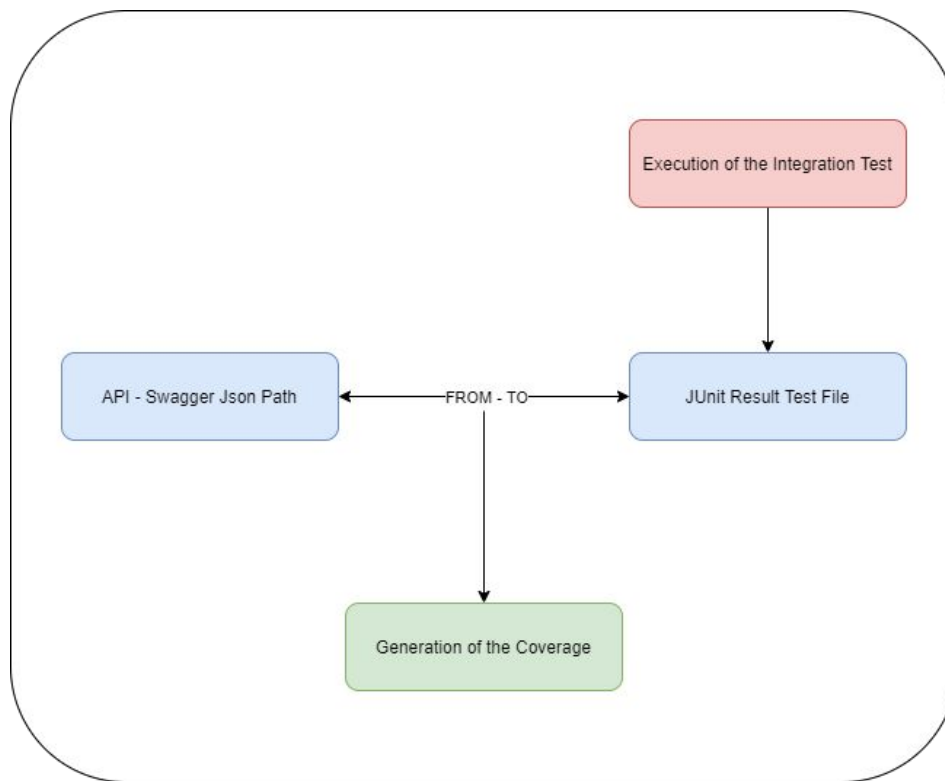 Execution of the Integration Test
API - Swagger Json Path
FROM - TO
JUnit Result Test File
Generation of the Coverage